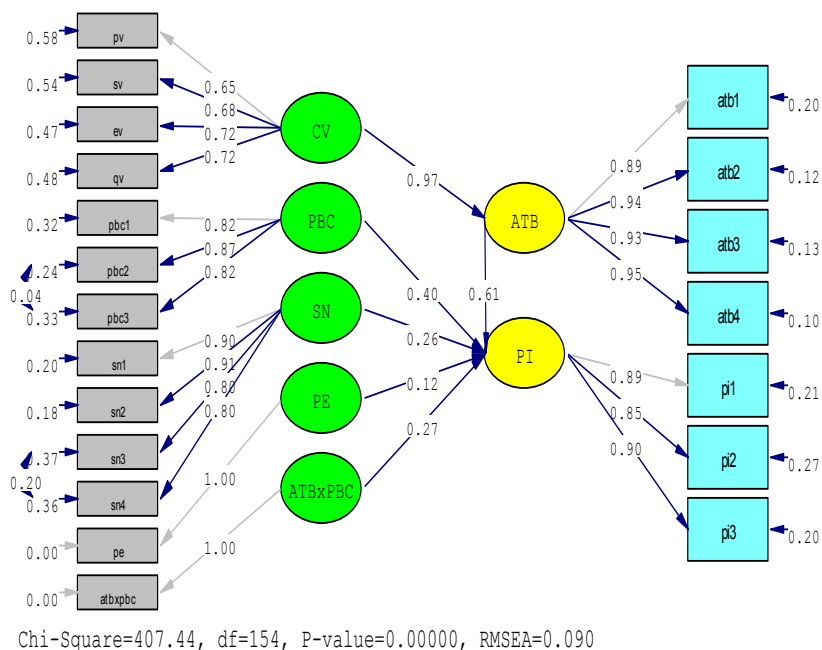 0.58 pv
0.54 sv
0.47 ev
0.48 qv
0.32 pbc1
0.24 pbc2
0.04
0.33 pbc3
0.20 sn1
0.18 sn2
0.37 sn3
0.20
0.36 sn4
0.00 pe
0.00 atbxpbc
0.65
0.68
0.72
0.72
0.82
0.87
0.82
0.90
0.91
0.80
0.80
1.00
1.00
CV
PBC
SN
PE
ATBxPBC
0.97
0.40
0.61
0.26
0.12
0.27
ATB
PI
0.89
0.94
0.93
0.95
0.89
0.85
0.90
atb1 0.20
atb2 0.12
atb3 0.13
atb4 0.10
pi1 0.21
pi2 0.27
pi3 0.20
Chi-Square=407.44, df=154, P-value=0.00000, RMSEA=0.090